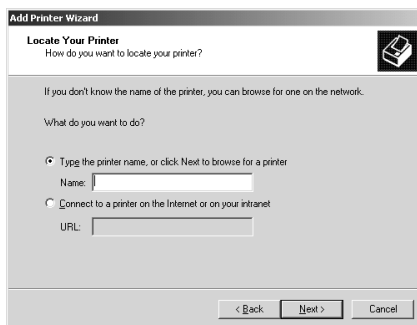 Add Printer Wizard
Locate Your Printer
How do you want to locate your printer?
If you don't know the name of the printer, you can browse for one on the network.
What do you want to do?
Type the printer name, or click Next to browse for a printer
Name:
Connect to a printer on the Internet or on your intranet
URL:
< Back
Next >
Cancel